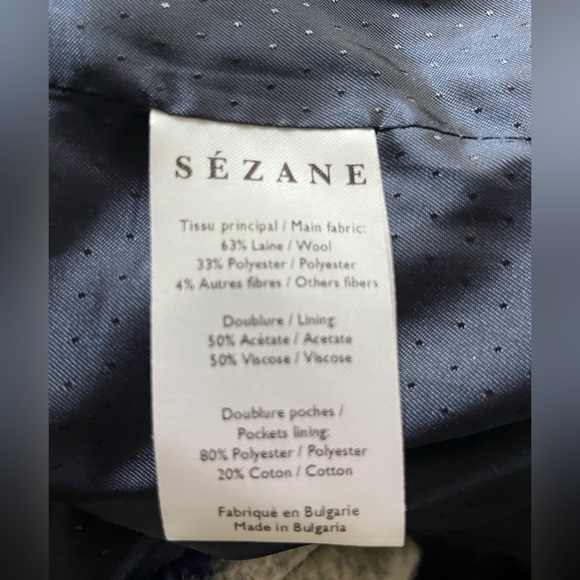 SÉZANE
Tissu principal / Main fabric:
63% Laine / Wool
33% Polyester / Polyester
4% Autres fibres / Others fibers
Doublure / Lining:
50% Acétate / Acetate
50% Viscose / Viscose
Doublure poches /
Pockets lining:
80% Polyester / Polyester
20% Coton / Cotton
Fabriqué en Bulgarie
Made in Bulgaria